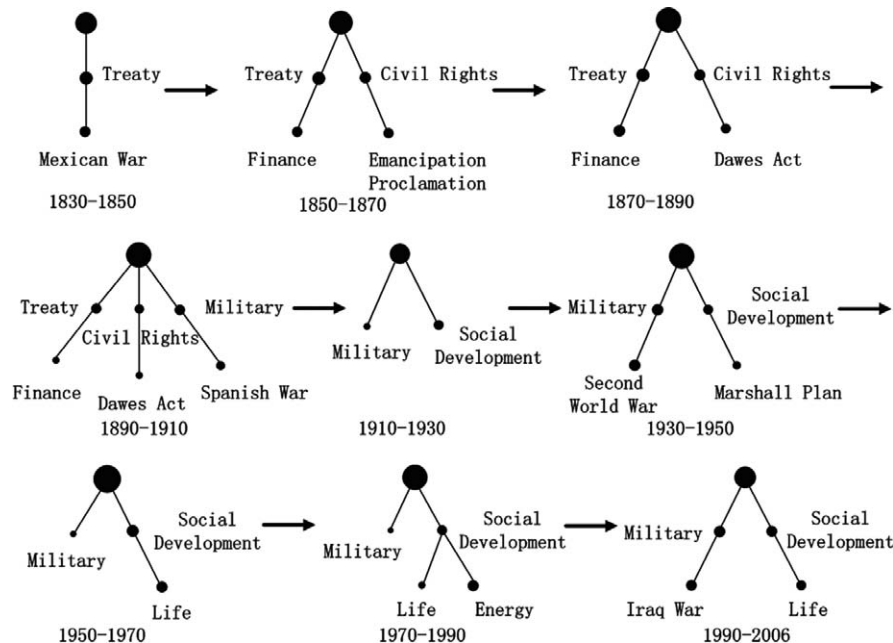 Treaty
Mexican War
1830-1850
Treaty
Civil Rights
Finance
Emancipation
Proclamation
1850-1870
Treaty
Civil Rights
Finance
Dawes Act
1870-1890
Treaty
Civil Rights
Military
Finance
Dawes Act
Spanish War
1890-1910
Military
Social
Development
1910-1930
Military
Social
Development
Second
World War
Marshall Plan
1930-1950
Military
Social
Development
Life
1950-1970
Military
Social
Development
Life
Energy
1970-1990
Military
Social
Development
Iraq War
Life
1990-2006